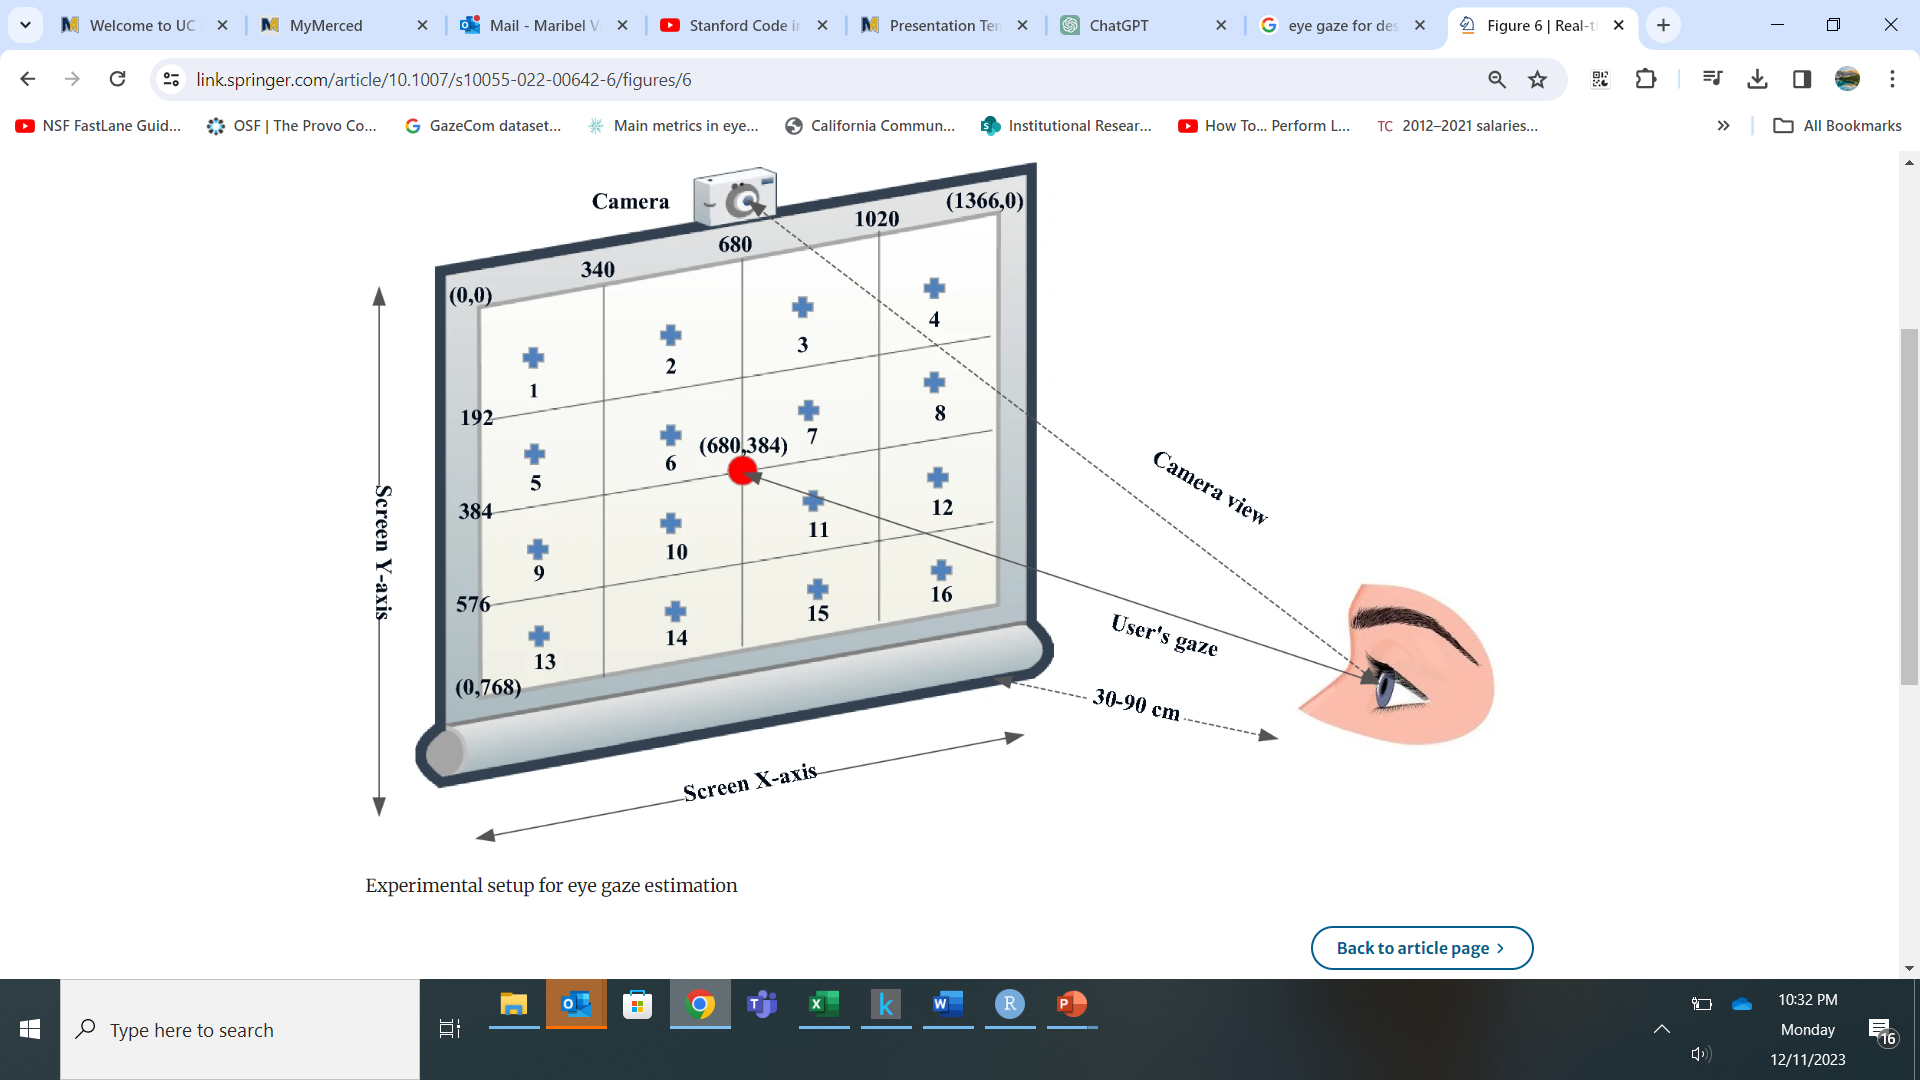 Welcome to UC
MyMerced
Mail - Maribel V
Stanford Code in
Presentation Ten
ChatGPT
eye gaze for des
Figure 6 | Real-ti
link.springer.com/article/10.1007/s10055-022-00642-6/figures/6
NSF FastLane Guid...
OSF | The Provo Co...
GazeCom dataset...
Main metrics in eye...
California Commun...
Institutional Resear...
How To... Perform L...
TC 2012–2021 salaries...
All Bookmarks
Camera
(1366,0)
1020
680
340
(0,0)
4
3
2
1
192
8
7
(680,384)
6
5
384
12
11
10
9
576
16
15
14
13
(0,768)
Screen Y-axis
Screen X-axis
Camera view
User's gaze
30-90 cm
Experimental setup for eye gaze estimation
Back to article page
Type here to search
10:32 PM
Monday
12/11/2023
16